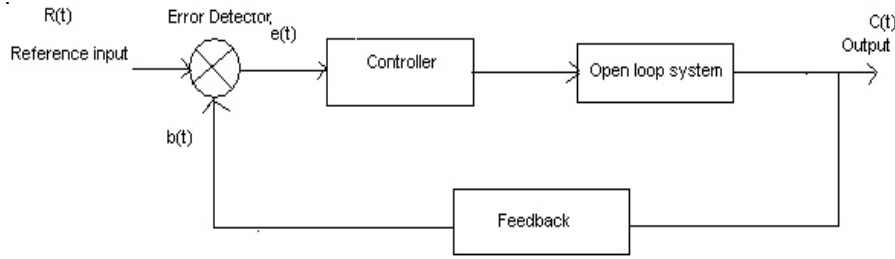 R(t)
Reference input
Error Detector
e(t)
Controller
Open loop system
C(t)
Output
b(t)
Feedback